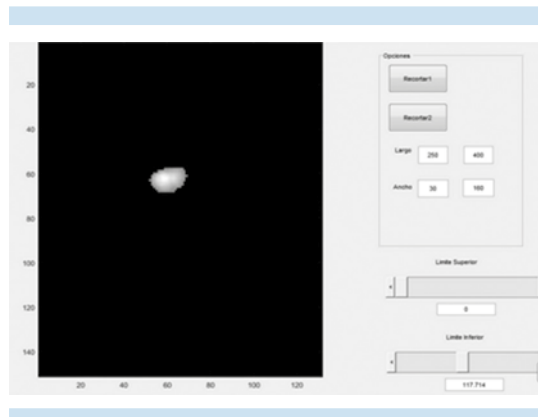 Opciones
Recortar1
Recortar2
Largo 250 400
Ancho 30 160
Limite Superior
0
Limite Inferior
117.714
20
40
60
80
100
120
140
20 40 60 80 100 120